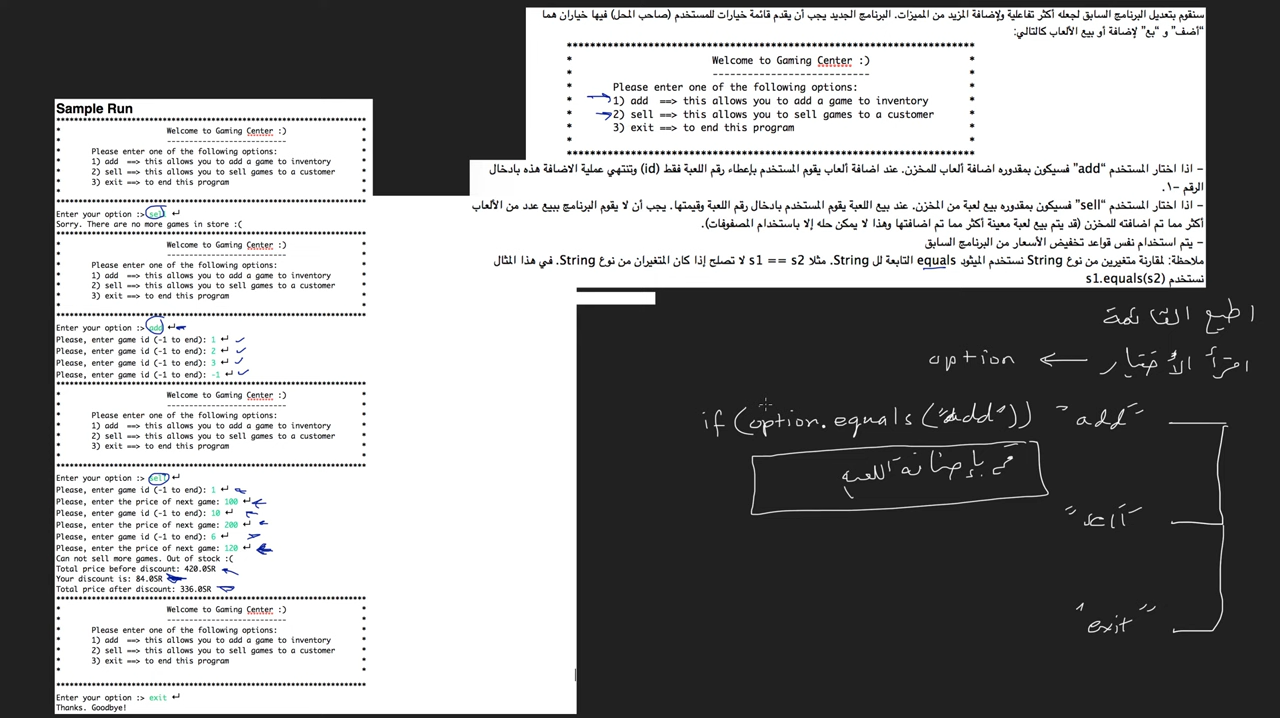 سنقوم بتعديل البرنامج السابق لجعله أكثر تفاعلية ولإضافة المزيد من المميزات. البرنامج الجديد يجب أن يقدم قائمة خيارات للمستخدم (صاحب المحل) فيها خياران هما
"أضف" و "بع" لإضافة أو بيع الألعاب كالتالي:
*******************************************************************
* Welcome to Gaming Center :) *
* --------------------------- *
* Please enter one of the following options: *
* 1) add ==> this allows you to add a game to inventory *
* 2) sell ==> this allows you to sell games to a customer *
* 3) exit ==> to end this program *
* *
*******************************************************************
- اذا اختار المستخدم "add" فسيكون بمقدوره اضافة ألعاب للمخزن. عند اضافة ألعاب يقوم المستخدم بإعطاء رقم اللعبة فقط (id) وتنتهي عملية الاضافة هذه بادخال
الرقم -١.
- اذا اختار المستخدم "sell" فسيكون بمقدوره بيع لعبة من المخزن. عند بيع اللعبة يقوم المستخدم بادخال رقم اللعبة وقيمتها. يجب أن لا يقوم البرنامج ببيع عدد من الألعاب
أكثر مما تم اضافته للمخزن (قد يتم بيع لعبة معينة أكثر مما تم اضافتها وهذا لا يمكن حله إلا باستخدام المصفوفات).
- يتم استخدام نفس قواعد تخفيض الأسعار من البرنامج السابق
ملاحظة: لمقارنة متغيرين من نوع String نستخدم الميثود equals التابعة لل String. مثلا s1 == s2 لا تصلح إذا كان المتغيران من نوع String. في هذا المثال
نستخدم s1.equals(s2)
Sample Run
*******************************************************************
* Welcome to Gaming Center :) *
* --------------------------- *
* Please enter one of the following options: *
* 1) add ==> this allows you to add a game to inventory *
* 2) sell ==> this allows you to sell games to a customer *
* 3) exit ==> to end this program *
* *
*******************************************************************
Enter your option :> sell ↵
Sorry. There are no more games in store :(
*******************************************************************
* Welcome to Gaming Center :) *
* --------------------------- *
* Please enter one of the following options: *
* 1) add ==> this allows you to add a game to inventory *
* 2) sell ==> this allows you to sell games to a customer *
* 3) exit ==> to end this program *
* *
*******************************************************************
Enter your option :> add ↵
Please, enter game id (-1 to end): 1 ↵
Please, enter game id (-1 to end): 2 ↵
Please, enter game id (-1 to end): 3 ↵
Please, enter game id (-1 to end): -1 ↵
*******************************************************************
* Welcome to Gaming Center :) *
* --------------------------- *
* Please enter one of the following options: *
* 1) add ==> this allows you to add a game to inventory *
* 2) sell ==> this allows you to sell games to a customer *
* 3) exit ==> to end this program *
* *
*******************************************************************
Enter your option :> sell ↵
Please, enter game id (-1 to end): 1 ↵
Please, enter the price of next game: 100 ↵
Please, enter game id (-1 to end): 10 ↵
Please, enter the price of next game: 200 ↵
Please, enter game id (-1 to end): 6 ↵
Please, enter the price of next game: 120 ↵
Can not sell more games. Out of stock :(
Total price before discount: 420.0SR
Your discount is: 84.0SR
Total price after discount: 336.0SR
*******************************************************************
* Welcome to Gaming Center :) *
* --------------------------- *
* Please enter one of the following options: *
* 1) add ==> this allows you to add a game to inventory *
* 2) sell ==> this allows you to sell games to a customer *
* 3) exit ==> to end this program *
* *
*******************************************************************
Enter your option :> exit ↵
Thanks. Goodbye!
اطبع القائمة
اقرأ الاختيار ← option
if (option.equals ("add")) "add"
قم بإضافة اللعبة
"sell"
"exit"